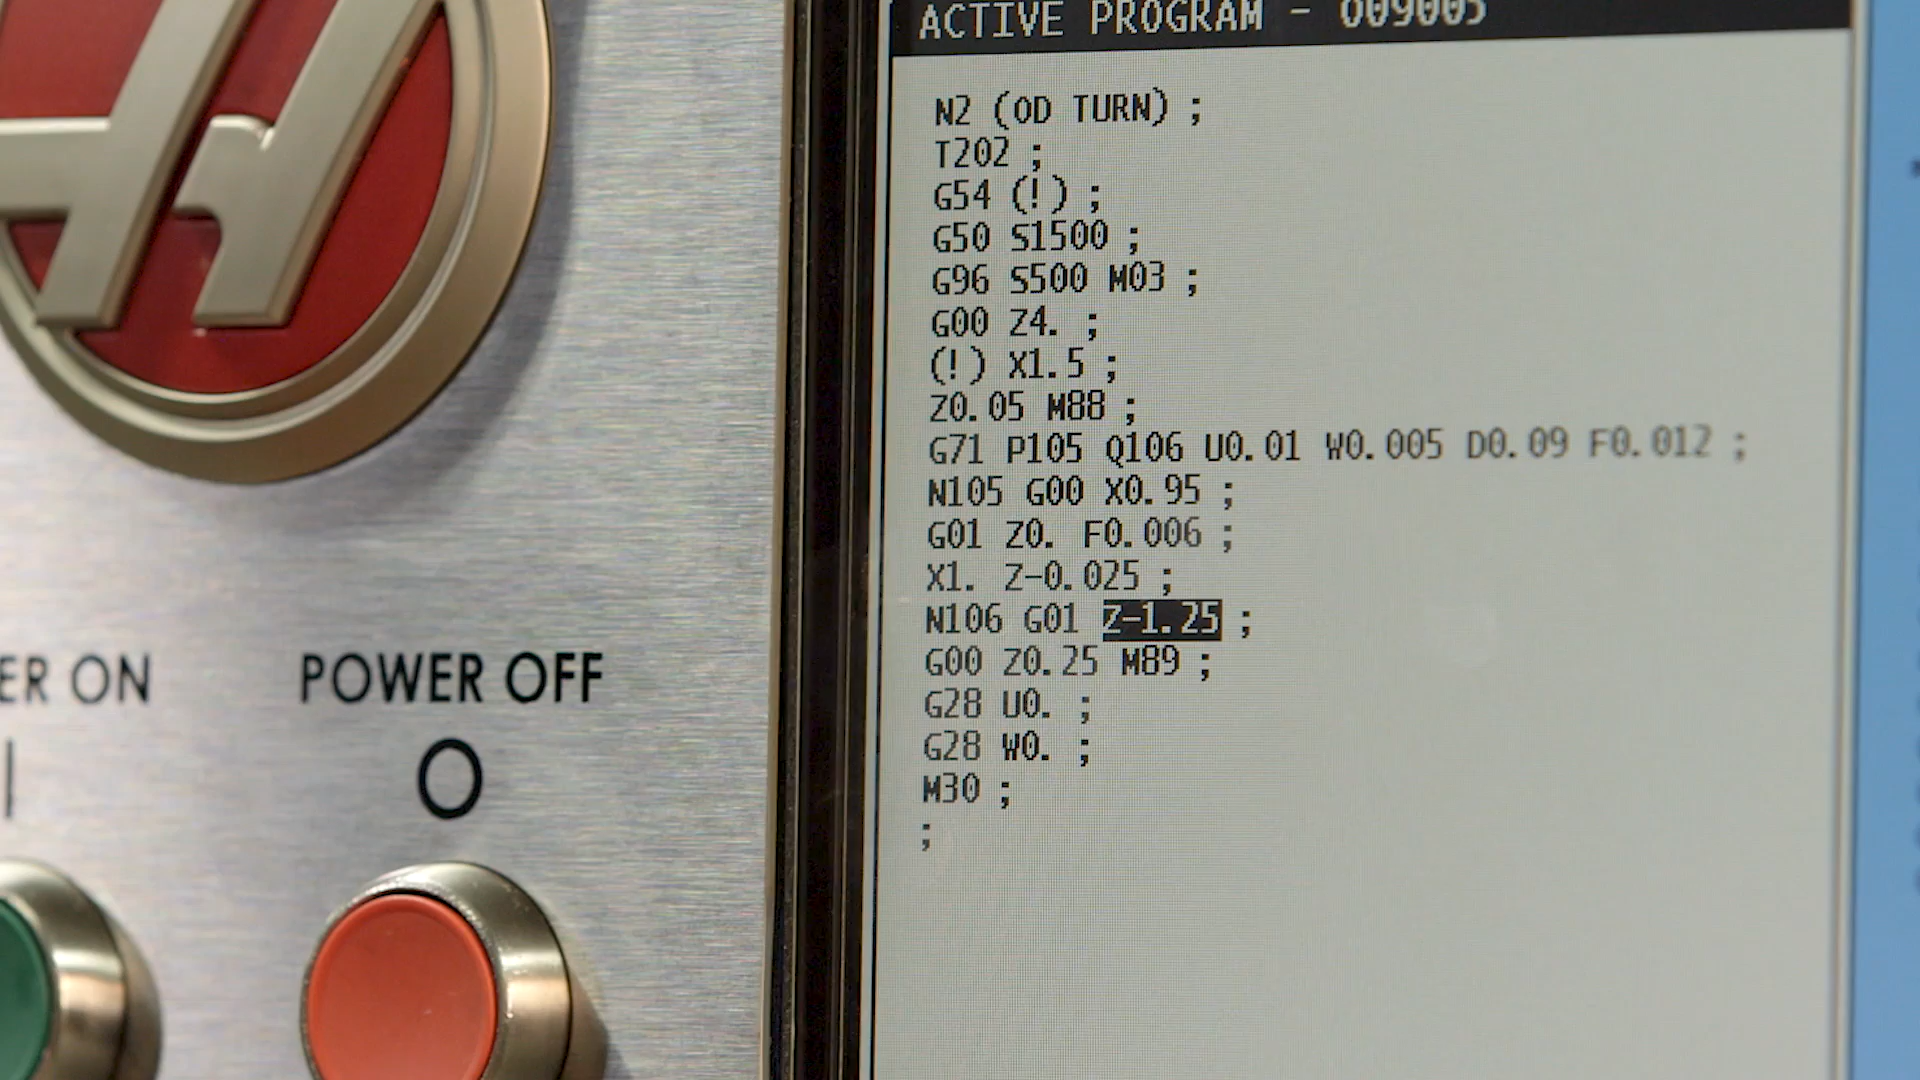 ACTIVE PROGRAM - O09005
N2 (OD TURN) ;
T202 ;
G54 (!) ;
G50 S1500 ;
G96 S500 M03 ;
G00 Z4. ;
(!) X1.5 ;
Z0.05 M88 ;
G71 P105 Q106 U0.01 W0.005 D0.09 F0.012 ;
N105 G00 X0.95 ;
G01 Z0. F0.006 ;
X1. Z-0.025 ;
N106 G01 Z-1.25 ;
G00 Z0.25 M89 ;
G28 U0. ;
G28 W0. ;
M30 ;
;
ER ON
POWER OFF